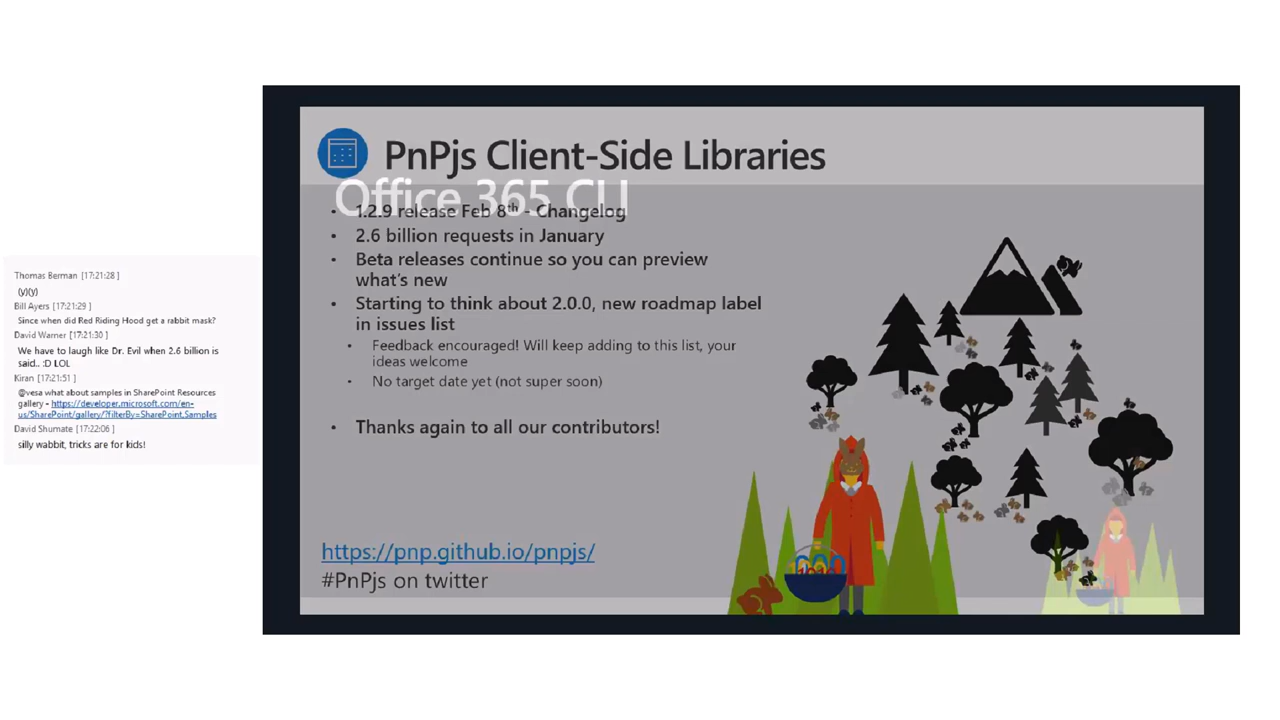 Thomas Berman [17:21:28 ]
(y)(y)
Bill Ayers [17:21:29 ]
Since when did Red Riding Hood get a rabbit mask?
David Warner [17:21:30 ]
We have to laugh like Dr. Evil when 2.6 billion is
said.. :D LOL
Kiran [17:21:51 ]
@vesa what about samples in SharePoint Resources
gallery - https://developer.microsoft.com/en-
us/SharePoint/gallery/?filterBy=SharePoint,Samples
David Shumate [17:22:06 ]
silly wabbit, tricks are for kids!
PnPjs Client-Side Libraries
Office 365 CLI
• 1.2.9 release Feb 8th - Changelog
• 2.6 billion requests in January
• Beta releases continue so you can preview
what's new
• Starting to think about 2.0.0, new roadmap label
in issues list
• Feedback encouraged! Will keep adding to this list, your
ideas welcome
• No target date yet (not super soon)
• Thanks again to all our contributors!
https://pnp.github.io/pnpjs/
#PnPjs on twitter